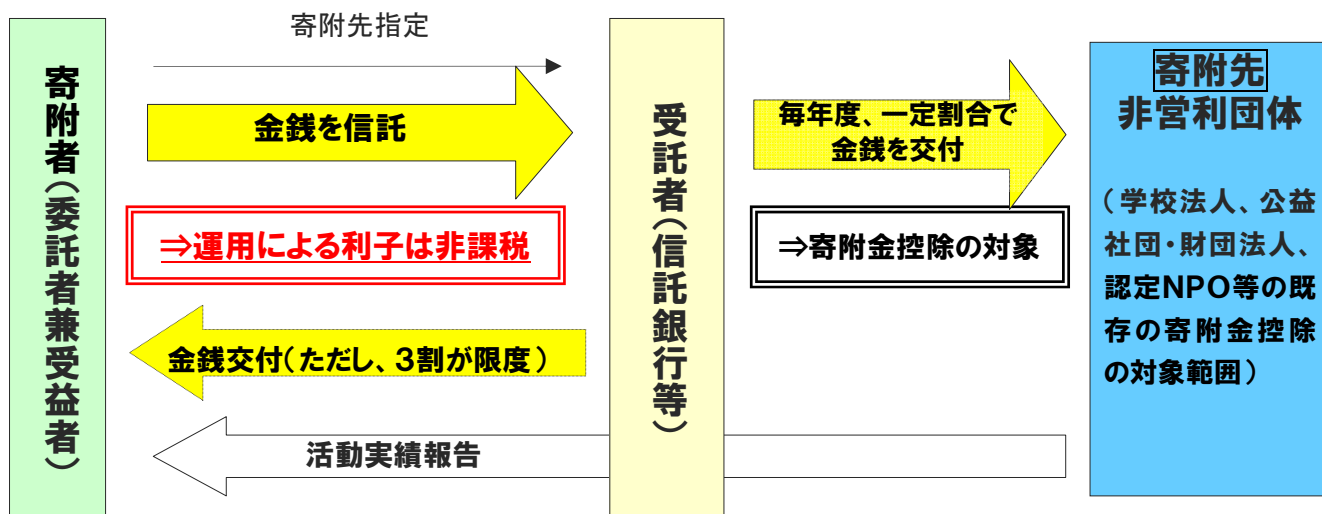 寄附先指定
寄附者(委託者兼受益者)
金銭を信託
⇒運用による利子は非課税
金銭交付(ただし、3割が限度)
活動実績報告
受託者(信託銀行等)
毎年度、一定割合で
金銭を交付
⇒寄附金控除の対象
寄附先
非営利団体
(学校法人、公益
社団・財団法人、
認定NPO等の既
存の寄附金控除
の対象範囲)